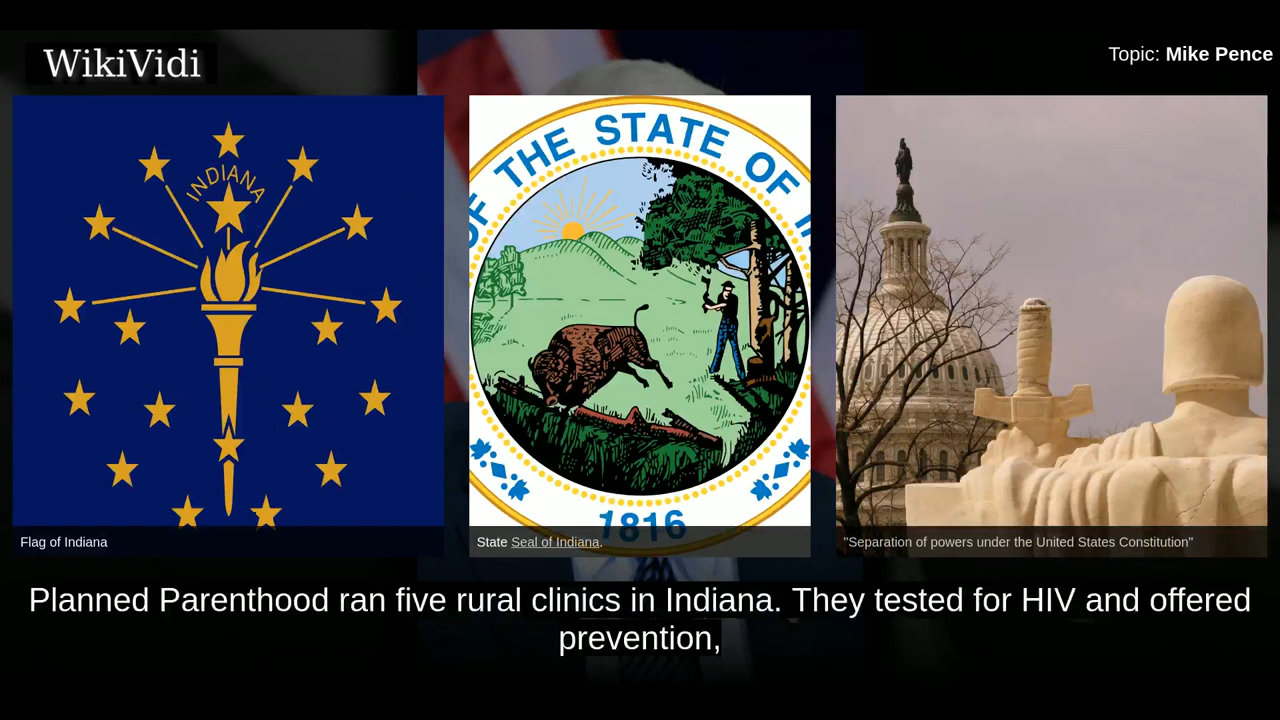 WikiVidi
Topic: Mike Pence
INDIANA
OF THE STATE OF
1816
Flag of Indiana
State Seal of Indiana.
"Separation of powers under the United States Constitution"
Planned Parenthood ran five rural clinics in Indiana. They tested for HIV and offered
prevention,